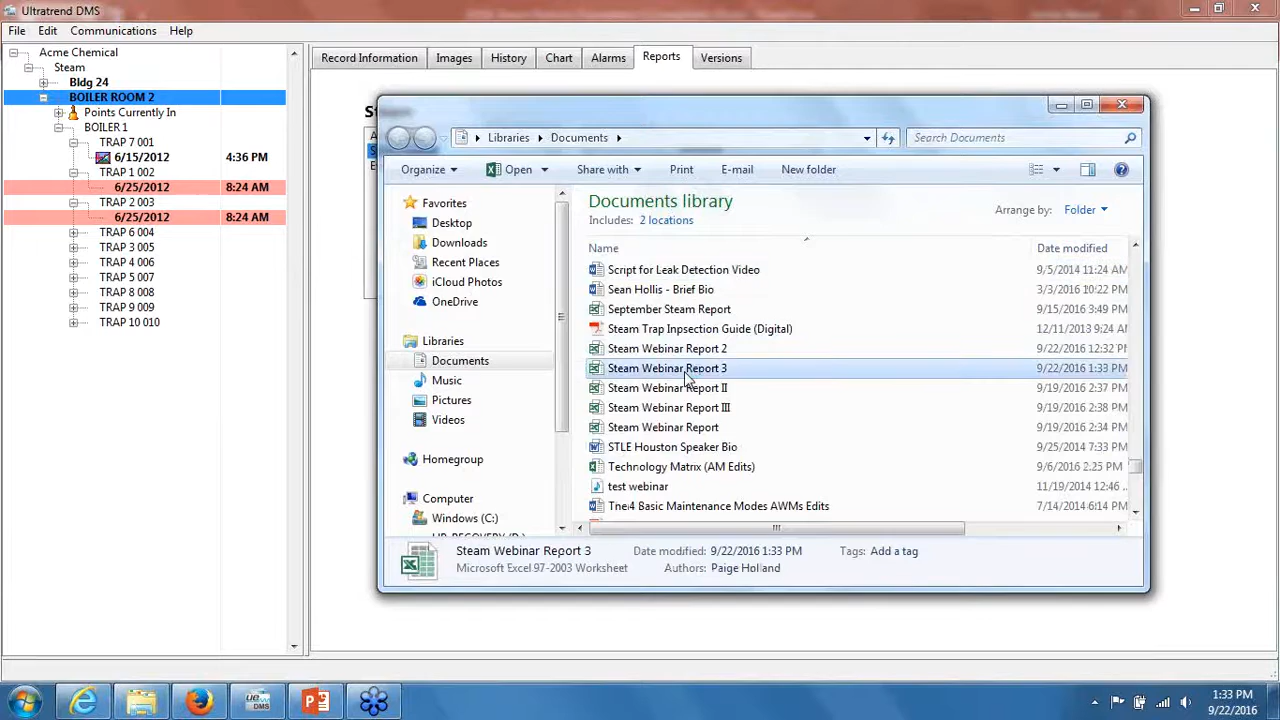 Ultratrend DMS
File Edit Communications Help
Acme Chemical
Steam
Bldg 24
BOILER ROOM 2
Points Currently In
BOILER 1
TRAP 7 001
6/15/2012 4:36 PM
TRAP 1 002
6/25/2012 8:24 AM
TRAP 2 003
6/25/2012 8:24 AM
TRAP 6 004
TRAP 3 005
TRAP 4 006
TRAP 5 007
TRAP 8 008
TRAP 9 009
TRAP 10 010
Record Information Images History Chart Alarms Reports Versions
Libraries Documents
Search Documents
Organize Open Share with Print E-mail New folder
Favorites
Desktop
Downloads
Recent Places
iCloud Photos
OneDrive
Libraries
Documents
Music
Pictures
Videos
Homegroup
Computer
Windows (C:)
Documents library
Includes: 2 locations
Arrange by: Folder
Name Date modified
Script for Leak Detection Video 9/5/2014 11:24 AM
Sean Hollis - Brief Bio 3/3/2016 10:22 PM
September Steam Report 9/15/2016 3:49 PM
Steam Trap Inpsection Guide (Digital) 12/11/2013 9:24 AM
Steam Webinar Report 2 9/22/2016 12:32 PM
Steam Webinar Report 3 9/22/2016 1:33 PM
Steam Webinar Report II 9/19/2016 2:37 PM
Steam Webinar Report III 9/19/2016 2:38 PM
Steam Webinar Report 9/19/2016 2:34 PM
STLE Houston Speaker Bio 9/25/2014 7:33 PM
Technology Matrix (AM Edits) 9/6/2016 2:25 PM
test webinar 11/19/2014 12:46 ..
The 4 Basic Maintenance Modes AWMs Edits 7/14/2014 6:14 PM
Steam Webinar Report 3 Date modified: 9/22/2016 1:33 PM Tags: Add a tag
Microsoft Excel 97-2003 Worksheet Authors: Paige Holland
ue DMS
1:33 PM
9/22/2016